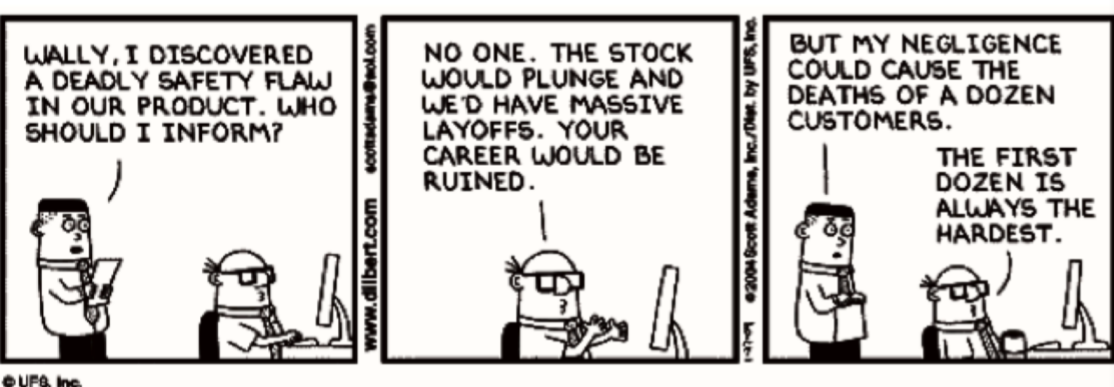 WALLY, I DISCOVERED
A DEADLY SAFETY FLAW
IN OUR PRODUCT. WHO
SHOULD I INFORM?
www.dilbert.com scottadams@aol.com
NO ONE. THE STOCK
WOULD PLUNGE AND
WE'D HAVE MASSIVE
LAYOFFS. YOUR
CAREER WOULD BE
RUINED.
©2004 Scott Adams, Inc./Dist. by UFS, Inc.
BUT MY NEGLIGENCE
COULD CAUSE THE
DEATHS OF A DOZEN
CUSTOMERS.
THE FIRST
DOZEN IS
ALWAYS THE
HARDEST.
© UFS, Inc.